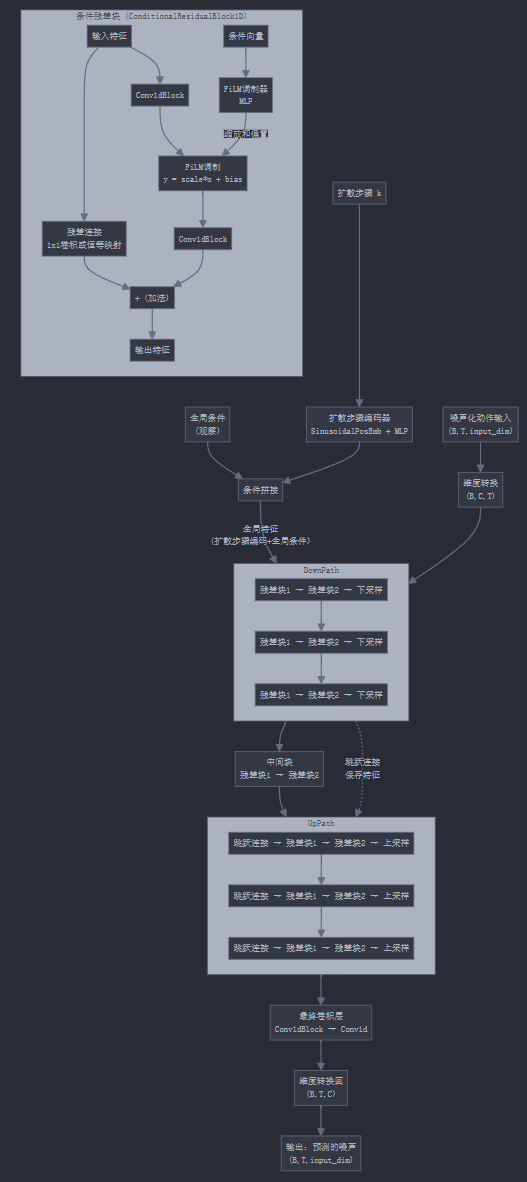 条件残差块 (ConditionalResidualBlock1D)
输入特征
条件向量
Conv1dBlock
FiLM调制器
MLP
缩放和偏置
FiLM调制
y = scale*x + bias
残差连接
1x1卷积或恒等映射
Conv1dBlock
+ (加法)
输出特征
扩散步骤 k
全局条件
(观察)
扩散步骤编码器
SinusoidalPosEmb + MLP
噪声化动作输入
(B,T,input_dim)
条件拼接
维度转换
(B,C,T)
全局特征
(扩散步骤编码+全局条件)
DownPath
残差块1 → 残差块2 → 下采样
残差块1 → 残差块2 → 下采样
残差块1 → 残差块2 → 下采样
中间块
残差块1 → 残差块2
跳跃连接
保存特征
UpPath
跳跃连接 → 残差块1 → 残差块2 → 上采样
跳跃连接 → 残差块1 → 残差块2 → 上采样
跳跃连接 → 残差块1 → 残差块2 → 上采样
最终卷积层
Conv1dBlock → Conv1d
维度转换回
(B,T,C)
输出: 预测的噪声
(B,T,input_dim)